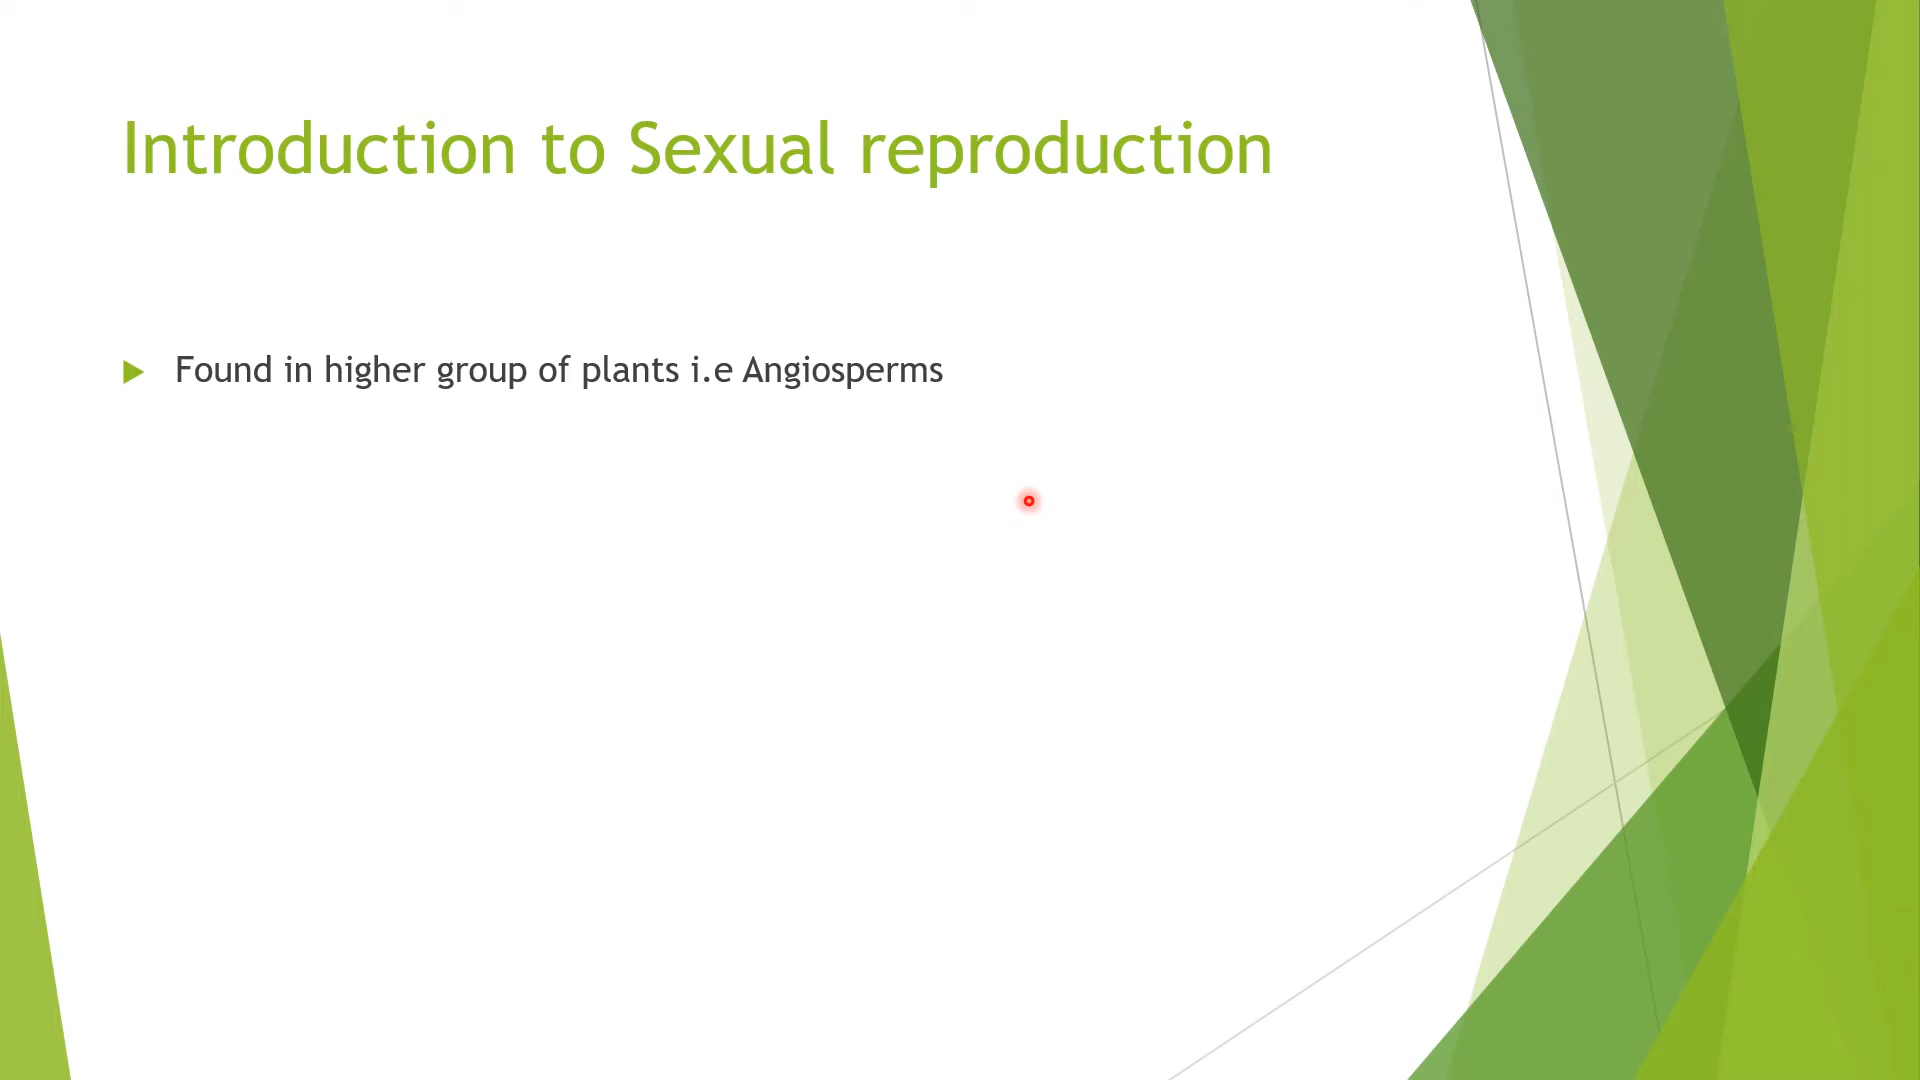 Introduction to Sexual reproduction
Found in higher group of plants i.e Angiosperms